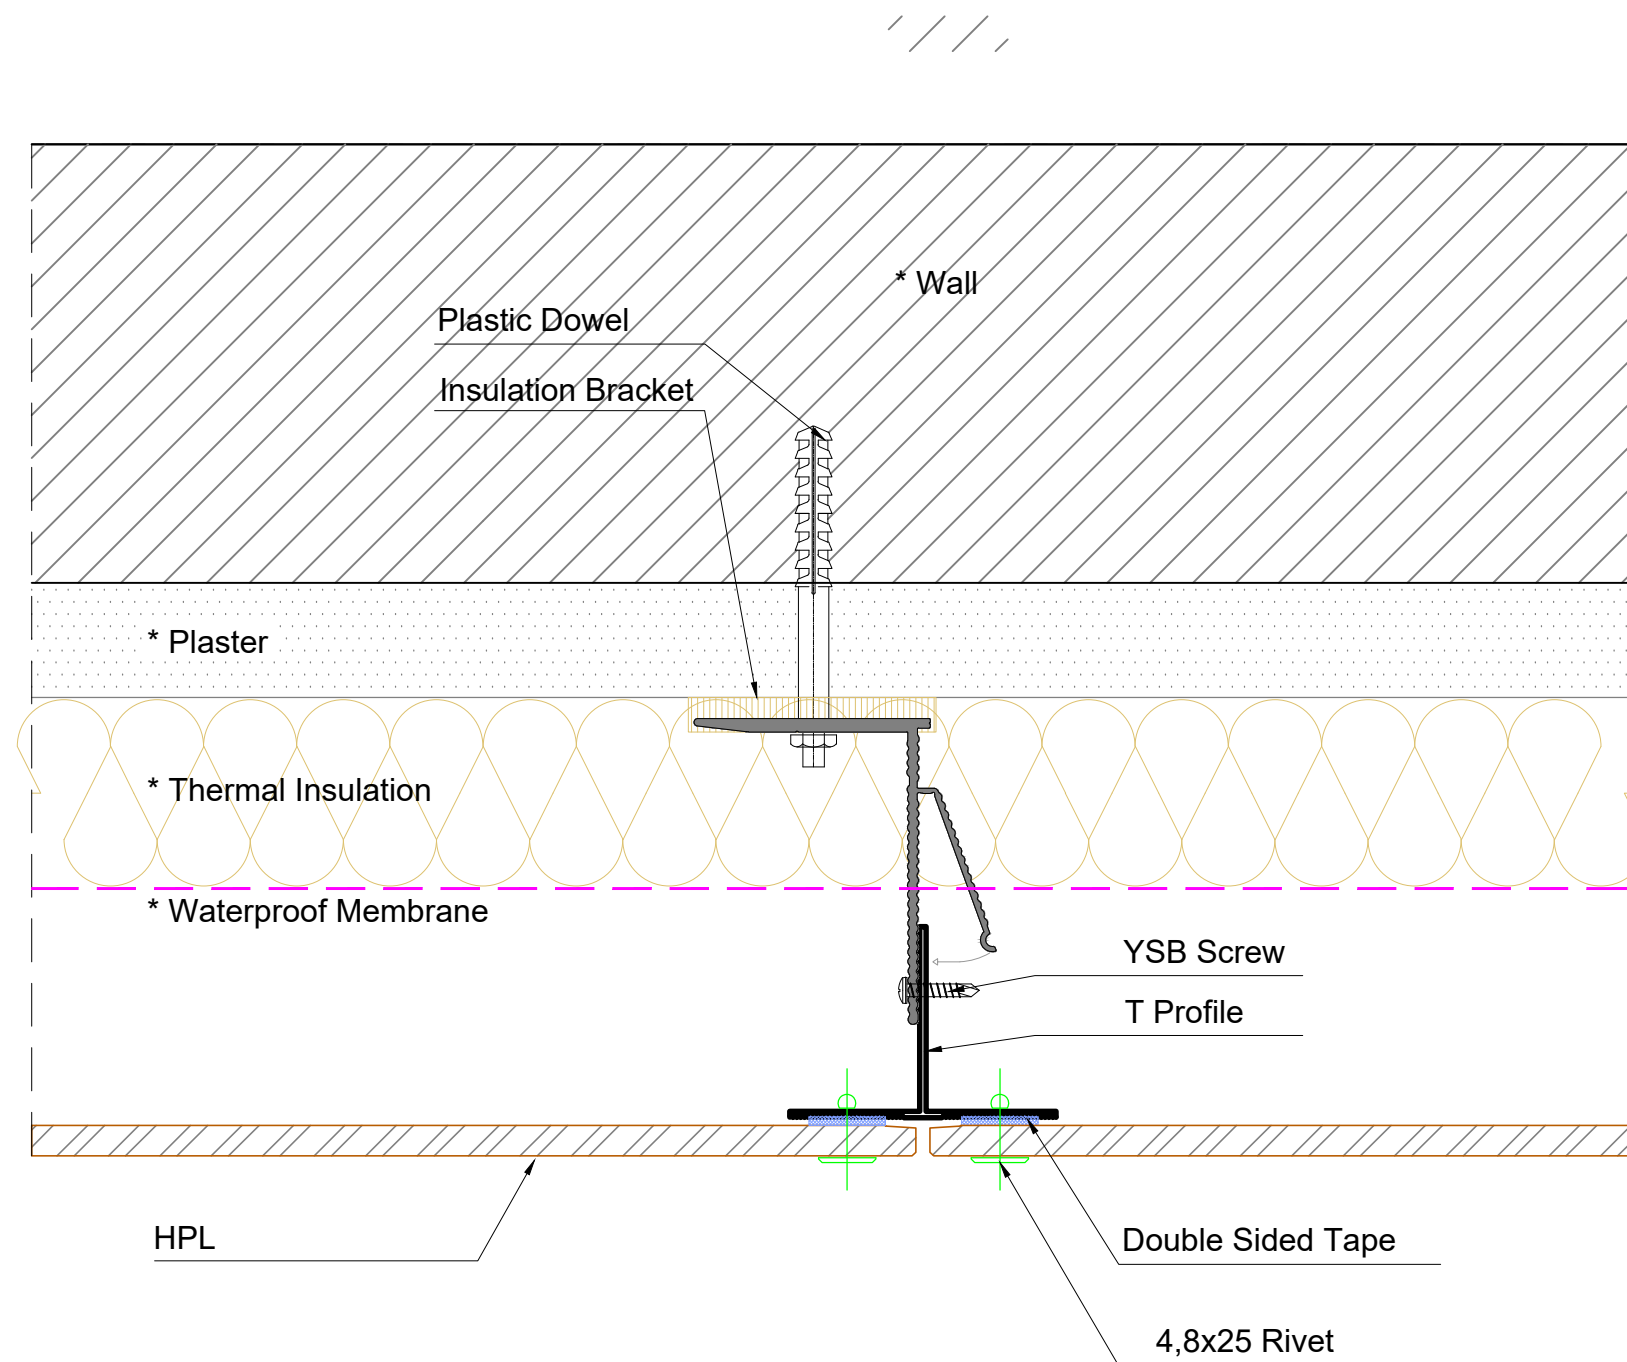 * Wall
Plastic Dowel
Insulation Bracket
* Plaster
* Thermal Insulation
* Waterproof Membrane
YSB Screw
T Profile
HPL
Double Sided Tape
4,8x25 Rivet